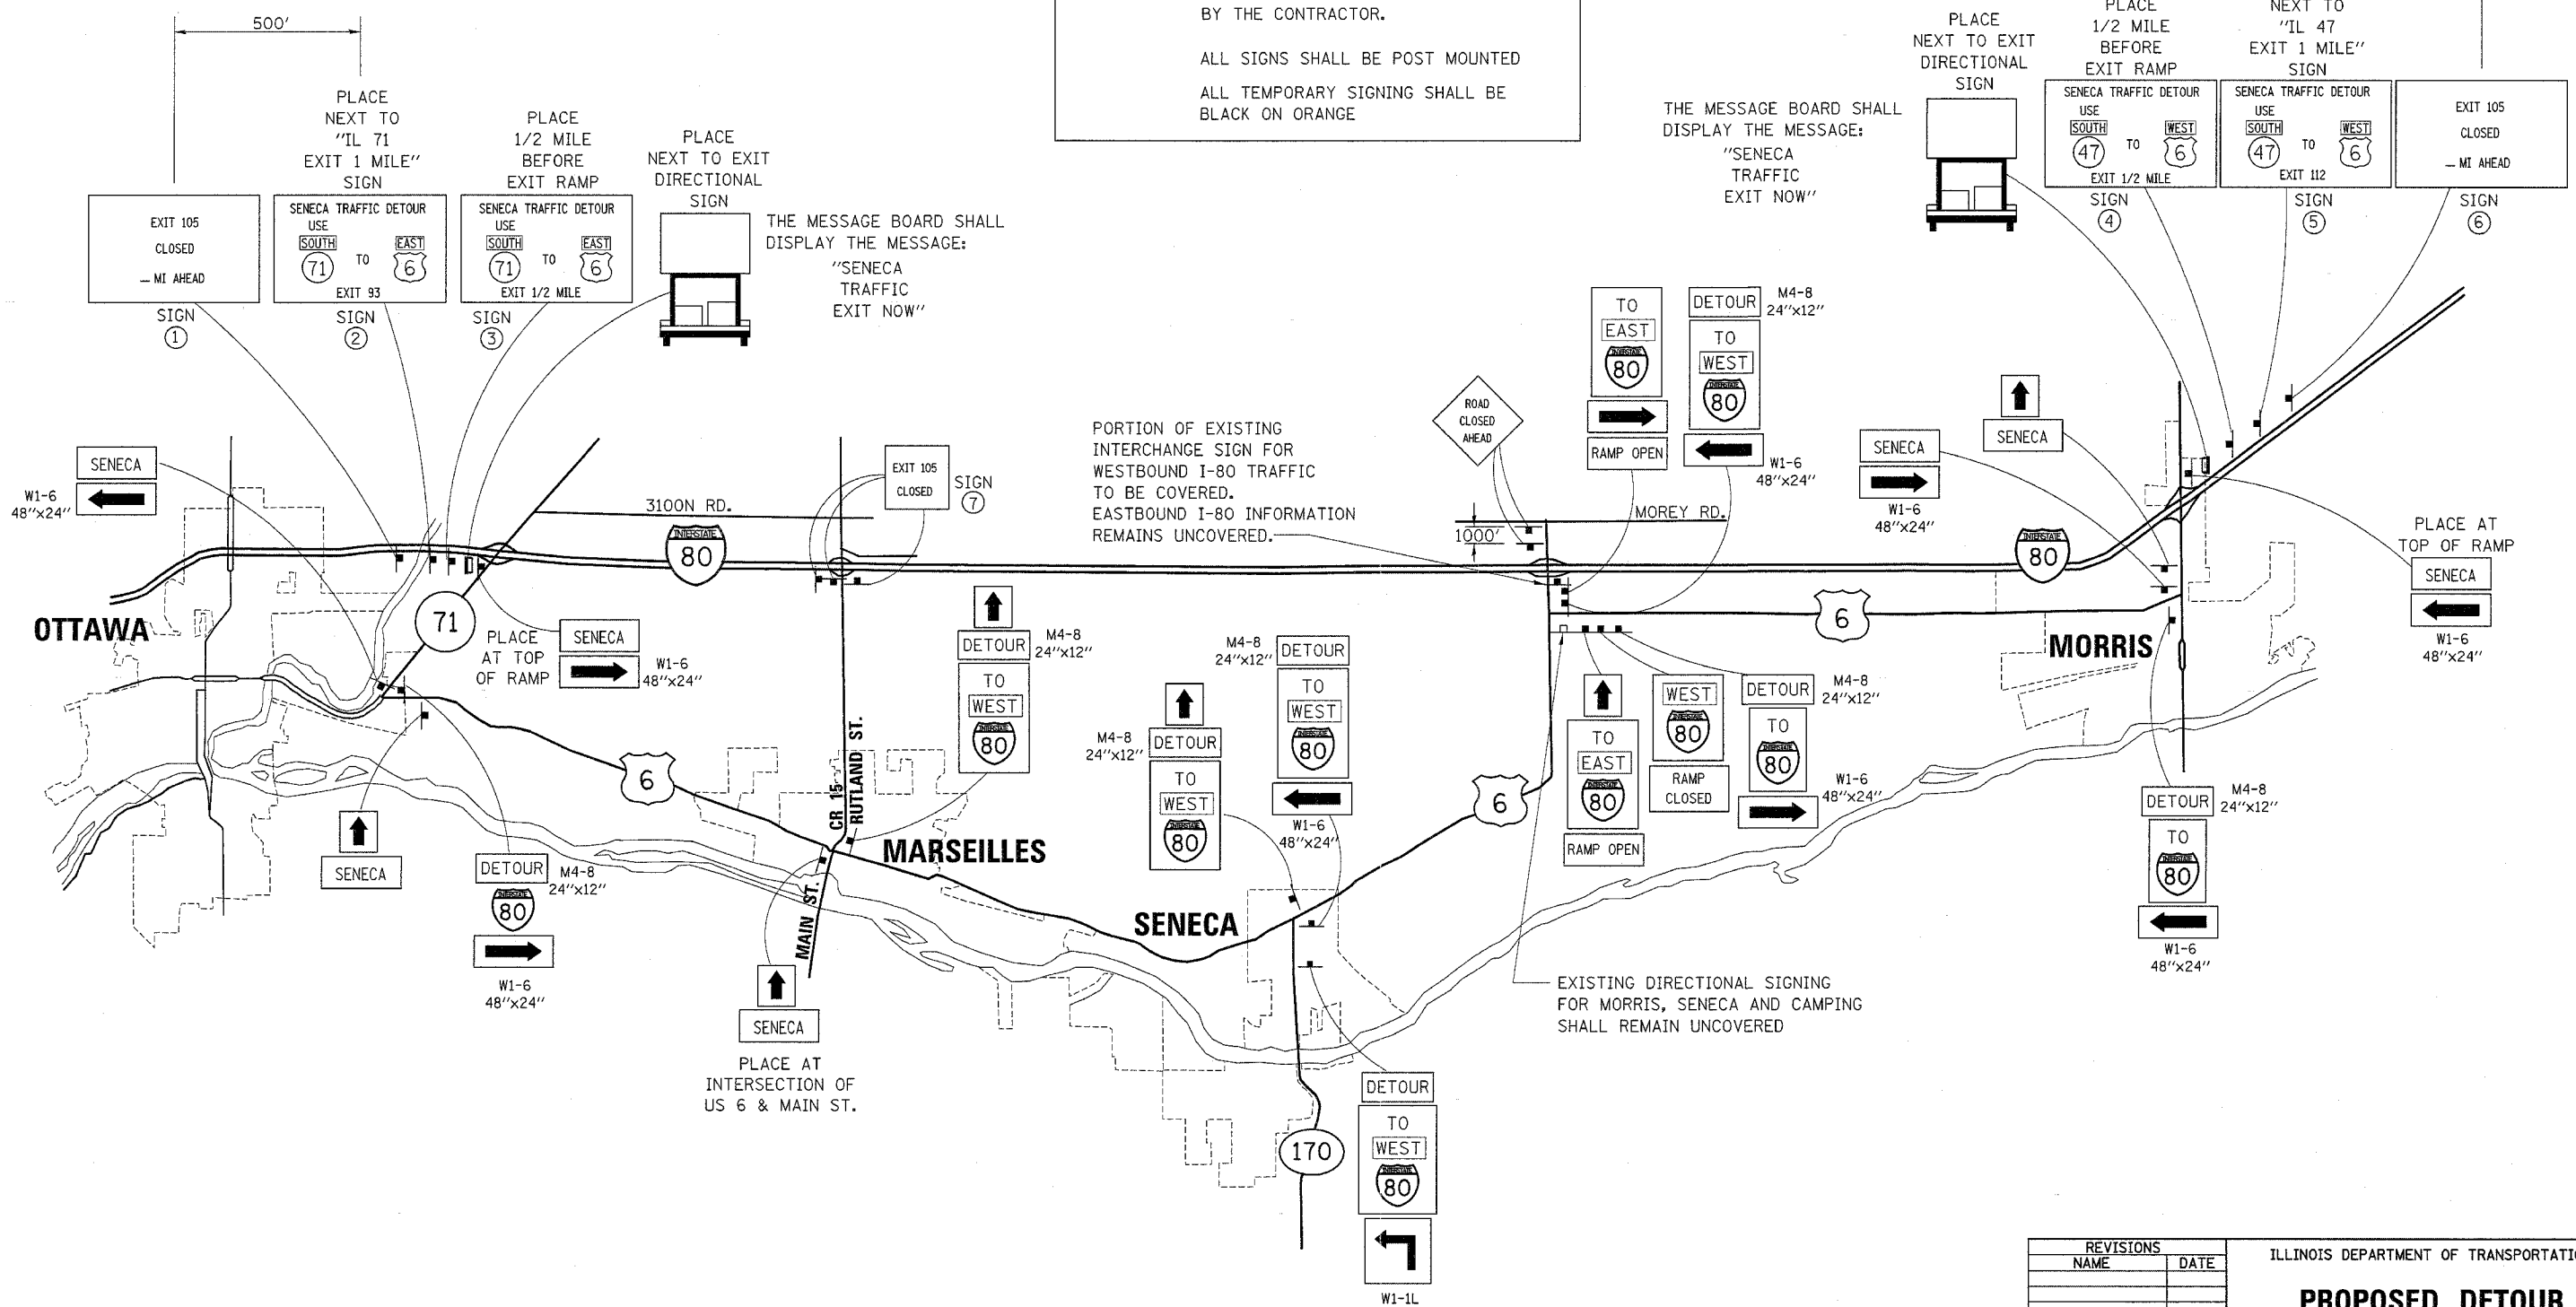 500'
BY THE CONTRACTOR.
ALL SIGNS SHALL BE POST MOUNTED
ALL TEMPORARY SIGNING SHALL BE
BLACK ON ORANGE
PLACE
NEXT TO
"IL 71
EXIT 1 MILE"
SIGN
PLACE
1/2 MILE
BEFORE
EXIT RAMP
PLACE
NEXT TO EXIT
DIRECTIONAL
SIGN
EXIT 105
CLOSED
_ MI AHEAD
SIGN
1
SENECA TRAFFIC DETOUR
USE
SOUTH EAST
71 TO 6
EXIT 93
SIGN
2
SENECA TRAFFIC DETOUR
USE
SOUTH EAST
71 TO 6
EXIT 1/2 MILE
SIGN
3
THE MESSAGE BOARD SHALL
DISPLAY THE MESSAGE:
"SENECA
TRAFFIC
EXIT NOW"
THE MESSAGE BOARD SHALL
DISPLAY THE MESSAGE:
"SENECA
TRAFFIC
EXIT NOW"
PLACE
NEXT TO EXIT
DIRECTIONAL
SIGN
PLACE
1/2 MILE
BEFORE
EXIT RAMP
NEXT TO
"IL 47
EXIT 1 MILE"
SIGN
SENECA TRAFFIC DETOUR
USE
SOUTH WEST
47 TO 6
EXIT 1/2 MILE
SIGN
4
SENECA TRAFFIC DETOUR
USE
SOUTH WEST
47 TO 6
EXIT 112
SIGN
5
EXIT 105
CLOSED
_ MI AHEAD
SIGN
6
SENECA
W1-6
48"x24"
3100N RD.
INTERSTATE
80
EXIT 105
CLOSED
SIGN
7
PORTION OF EXISTING
INTERCHANGE SIGN FOR
WESTBOUND I-80 TRAFFIC
TO BE COVERED.
EASTBOUND I-80 INFORMATION
REMAINS UNCOVERED.
ROAD
CLOSED
AHEAD
1000'
MOREY RD.
TO
EAST
INTERSTATE
80
RAMP OPEN
DETOUR
M4-8
24"x12"
TO
WEST
INTERSTATE
80
W1-6
48"x24"
SENECA
W1-6
48"x24"
SENECA
INTERSTATE
80
PLACE AT
TOP OF RAMP
SENECA
W1-6
48"x24"
OTTAWA
71
PLACE
AT TOP
OF RAMP
SENECA
W1-6
48"x24"
DETOUR
M4-8
24"x12"
TO
WEST
INTERSTATE
80
6
CR 15
RUTLAND ST.
MARSEILLES
MAIN ST.
SENECA
DETOUR
M4-8
24"x12"
INTERSTATE
80
W1-6
48"x24"
SENECA
PLACE AT
INTERSECTION OF
US 6 & MAIN ST.
M4-8
24"x12"
DETOUR
TO
WEST
INTERSTATE
80
M4-8
24"x12"
DETOUR
TO
WEST
INTERSTATE
80
W1-6
48"x24"
SENECA
6
6
MORRIS
TO
EAST
INTERSTATE
80
RAMP OPEN
WEST
INTERSTATE
80
RAMP
CLOSED
DETOUR
M4-8
24"x12"
TO
INTERSTATE
80
W1-6
48"x24"
DETOUR
M4-8
24"x12"
TO
INTERSTATE
80
W1-6
48"x24"
EXISTING DIRECTIONAL SIGNING
FOR MORRIS, SENECA AND CAMPING
SHALL REMAIN UNCOVERED
170
DETOUR
TO
WEST
INTERSTATE
80
W1-1L
REVISIONS
NAME DATE
ILLINOIS DEPARTMENT OF
PROPOSED DETOUR